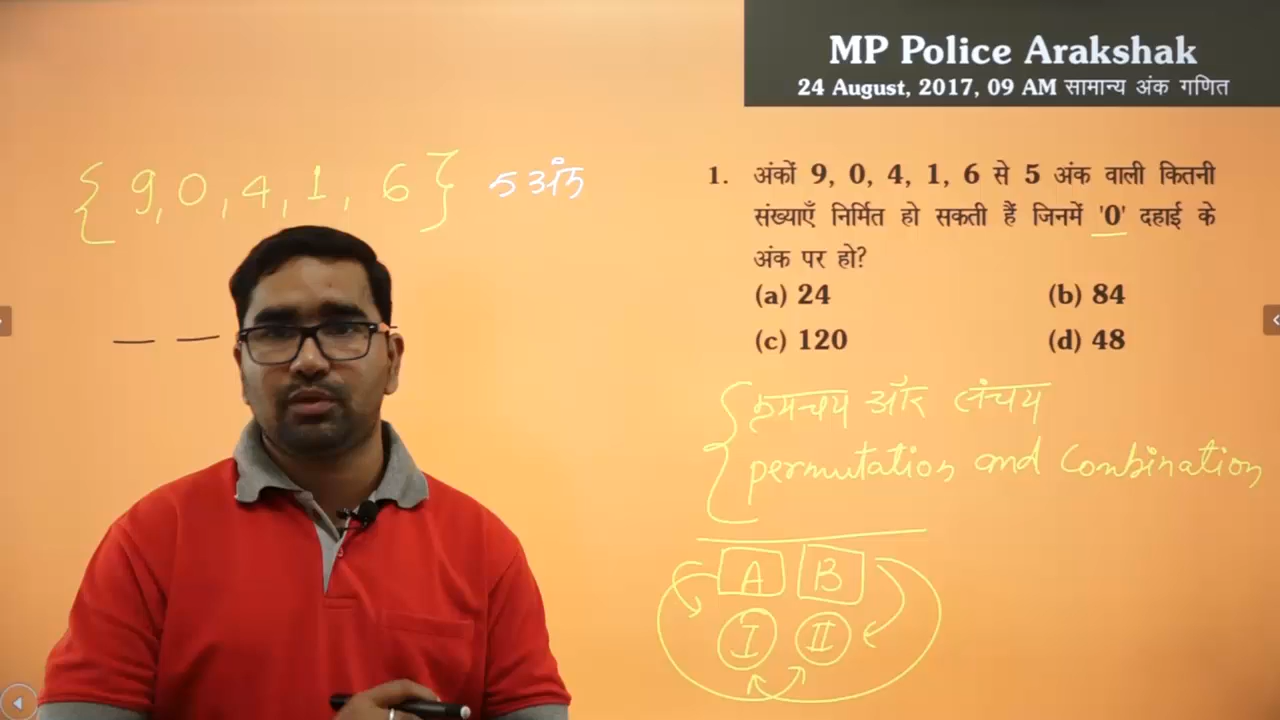 MP Police Arakshak
24 August, 2017, 09 AM सामान्य अंक गणित
{ 9, 0, 4, 1, 6 } 5 अंक
1. अंकों 9, 0, 4, 1, 6 से 5 अंक वाली कितनी
संख्याएँ निर्मित हो सकती हैं जिनमें '0' दहाई के
अंक पर हो?
(a) 24 (b) 84
(c) 120 (d) 48
क्रमचय और संचय
permutation and Combination
A B
I II